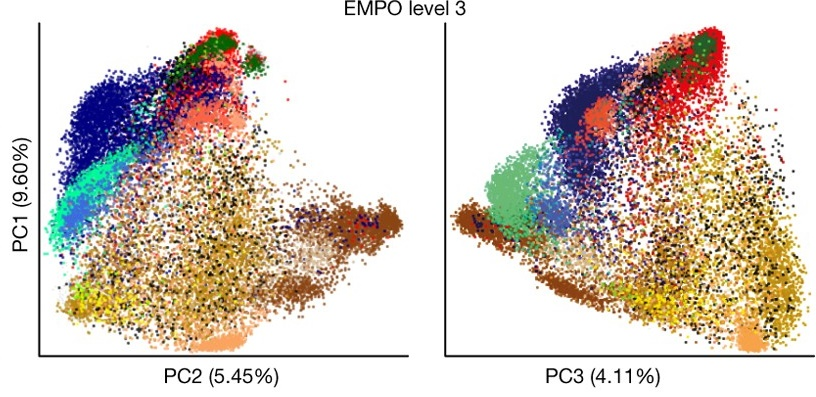 EMPO level 3
PC1 (9.60%)
PC2 (5.45%)
PC3 (4.11%)